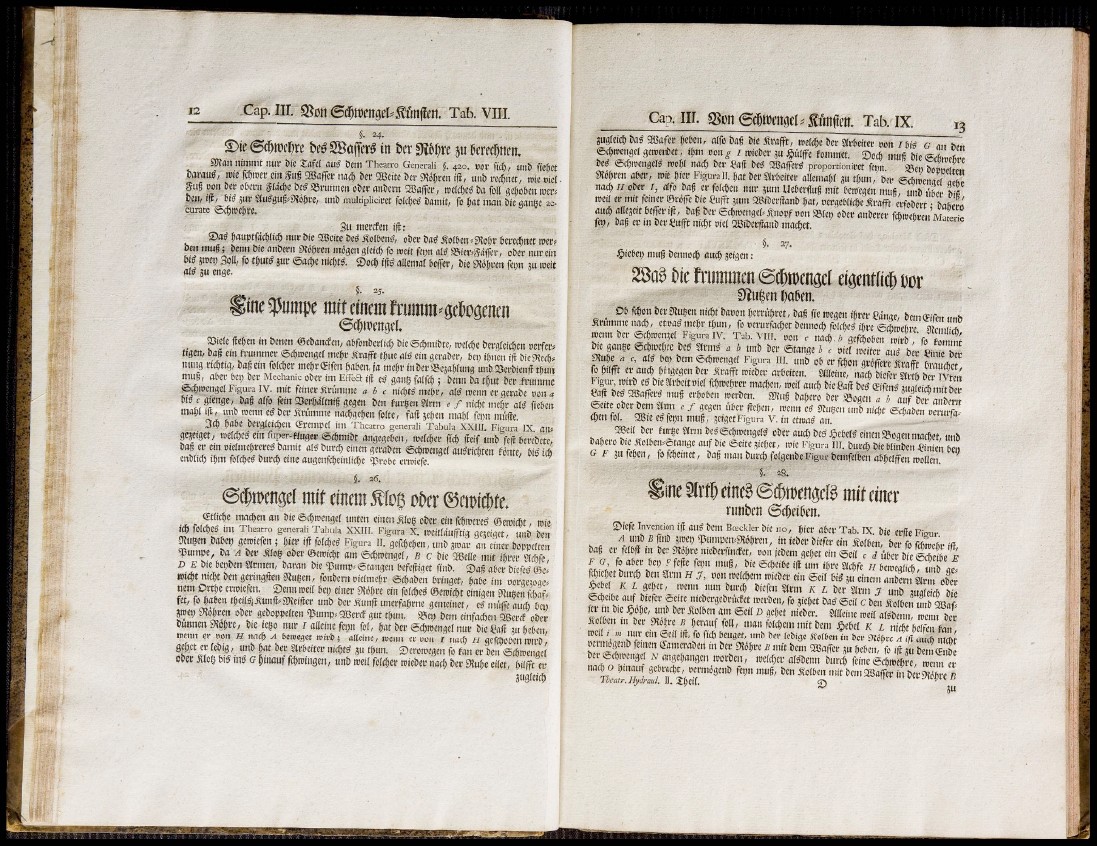 12 Cap. III. Von Schwengel-Künsten. Tab. VIII.
§. 24.
Die Schwehre des Wassers in der Röhre zu berechnen.
Man nimmt nur die Tafel aus dem Theatro Generali §. 420. vor sich, und siehet
daraus, wie schwer ein Fuß Wasser nach der Weite der Röhren ist, und rechnet, wie viel
Fuß von der obern Fläche des Brunnen oder andern Wasser, welches da soll gehoben wer-
den, ist, bis zur Ausguß-Röhre, und multipliciret solches damit, so hat man die gantze ac-
curate Schwehre.
Zu mercken ist:
Das hauptsächlich nur die Weite des Kolbens, oder das Kolben-Rohr berechnet wer-
den muß; denn die andern Röhren mögen gleich so weit seyn als Bier-Fässer, oder nur ein
bis zwey Zoll, so thuts zur Sache nichts. Doch ists allemal besser, die Röhren seyn zu weit
als zu enge.
§. 25.
Eine Pumpe mit einem krumm-gebogenen
Schwengel.
Viele stehen in denen Gedancken, absonderlich die Schmidte, welche dergleichen verfer-
tigen, daß ein krummer Schwengel mehr Krafft thue als ein gerader, bey ihnen ist die Rech-
nung richtig, daß ein solcher mehr Eisen haben, ja mehr in der Bezahlung und Verdienst thun
muß, aber bey der Mechanic oder im Effect ist es gantz falsch; denn da thut der krumme
Schwengel Figura IV. mit seiner Krümme a b c nichts mehr, als wenn er gerade von a
bis c gienge, daß also sein Verhältniß gegen den kurtzen Arm e f nicht mehr als sieben
mahl ist, und wenn es der Krümme nachgehen solte, fast zehen mahl seyn müste.
Ich habe dergleichen Exempel im Theatro generali Tabula XXIII. Figura IX. an-
gezeiget, welches ein super-kluger Schmidt angegeben, welcher sich steif und fest beredete,
daß er ein vielmehreres damit als durch einen geraden Schwengel ausrichten könte, bis ich
endlich ihm solches durch eine augenscheinliche Probe erwiese.
§. 26.
Schwengel mit einem Klotz oder Gewichte.
Etliche machen an die Schwengel unten einen Klotz oder ein schweres Gewicht, wie
ich solches im Theatro generali Tabula XXIII. Figura X. weitläufftig gezeiget, und den
Nutzen dabey gewiesen; hier ist solches Figura II. geschehen, und zwar an einer doppelten
Pumpe, da A der Klotz oder Gewicht am Schwengel, B C die Welle mit ihrer Achse,
D E die beyden Armen, daran die Pump-Stangen befestiget sind. Daß aber dieses Ge-
wicht nicht den geringsten Nutzen, sondern vielmehr Schaden bringet, habe im vorgezoge-
nem Orthe erwiesen. Denn weil bey einer Röhre ein solches Gewicht einigen Nutzen schaf-
fet, so haben theils Kunst-Meister und der Kunst unerfahrne gemeinet, es müsse auch bey
zwey Röhren oder gedoppelten Pump-Werck gut thun. Bey dem einfachen Werck oder
dünnen Röhre, die ietzo nur I alleine seyn sol, hat der Schwengel nur die Last zu heben,
wenn er von H nach A beweget wird; alleine, wenn er von I nach H geschoben wird,
gehet er ledig, und hat der Arbeiter nichts zu thun. Derowegen so kan er den Schwengel
oder Klotz bis ins G hinauf schwingen, und weil solcher wieder nach der Ruhe eilet, hilfft er
zugleich
Cap. III. Von Schwengel-Künsten. Tab. IX. 13
zugleich das Wasser heben, also daß die Krafft, welche der Arbeiter von I bis G an den
Schwengel gewendet, ihm von g I wieder zu Hülffe kommet. Doch muß die Schwehre
des Schwengels wohl nach der Last des Wassers proportioniret seyn. Bey doppelten
Röhren aber, wie hier Figura II. hat der Arbeiter allemahl zu thun, der Schwengel gehe
nach H oder I, also daß er solchen nur zum Ueberfluß mit bewegen muß, und über diß,
weil er mit seiner Grösse die Lufft zum Widerstand hat, vergebliche Krafft erfodert; dahero
auch allezeit besser ist, daß der Schwengel-Knopf von Bley oder anderer schwehren Materie
sey, daß er in der Lufft nicht viel Widerstand machet.
§. 27.
Hiebey muß dennoch auch zeigen:
Was die krummen Schwengel eigentlich vor
Nutzen haben.
Ob schon der Nutzen nicht davon herrühret, daß sie wegen ihrer Länge, dem Eisen und
Krümme nach, etwas mehr thun, so verursachet dennoch solches ihre Schwehre. Nemlich,
wenn der Schwengel Figura IV. Tab. VIII. von c nach b geschoben wird, so kommt
die gantze Schwehre des Arms a b und der Stange b c viel weiter aus der Linie der
Ruhe a c, als bey dem Schwengel Figura III. und ob er schon grössere Krafft brauchet,
so hilfft er auch hingegen der Krafft wieder arbeiten. Alleine, nach dieser Arth der IVten
Figur, wird es die Arbeit viel schwehrer machen, weil auch die Last des Eisens zugleich mit der
Last des Wassers muß erhoben werden. Muß dahero der Bogen a b auf der andern
Seite oder dem Arm e f gegen über stehen, wenn es Nutzen und nicht Schaden verursa-
chen sol. Wie es seyn muß, zeiget Figura V. in etwas an.
Weil der kurtze Arm des Schwengels oder auch des Hebels einen Bogen machet, und
dahero die Kolben-Stange auf die Seite ziehet, wie Figura III. durch die blinden Linien bey
G F zu sehen, so scheinet, daß man durch folgende Figur demselben abhelffen wollen.
§. 28.
Eine Arth eines Schwengels mit einer
runden Scheiben.
Diese Invention ist aus dem Bœckler die 110, hier aber Tab. IX. die erste Figur.
A und B sind zwey Pumpen-Röhren, in ieder dieser ein Kolben, der so schwehr ist,
daß er selbst in der Röhre niedersincket, von jedem gehet ein Seil c d über die Scheibe E
F G, so aber bey P feste seyn muß, die Scheibe ist um ihre Achse H beweglich, und ge-
schiehet durch den Arm H J, von welchem wieder ein Seil bis zu einem andern Arm oder
Hebel K L gehet, wenn nun durch diesen Arm K L der Arm J und zugleich die
Scheibe auf dieser Seite niedergedrücket werden, so ziehet das Seil C den Kolben und Was-
ser in die Höhe, und der Kolben am Seil D gehet nieder. Alleine weil alsdenn, wenn der
Kolben in der Röhre B herauf soll, man solchem mit dem Hebel K L nicht helfen kan,
weil i m nur ein Seil ist, so sich beuget, und der ledige Kolben in der Röhre A ist auch nicht
vermögend seinen Cameraden in der Röhre B mit dem Wasser zu heben, so ist zu dem Ende
der Schwengel N angehangen worden, welcher alsdenn durch seine Schwehre, wenn er
nach O hinauf gebracht, vermögend seyn muß, den Kolben mit dem Wasser in der Röhre B
Theatr. Hydraul. II. Theil. D zu